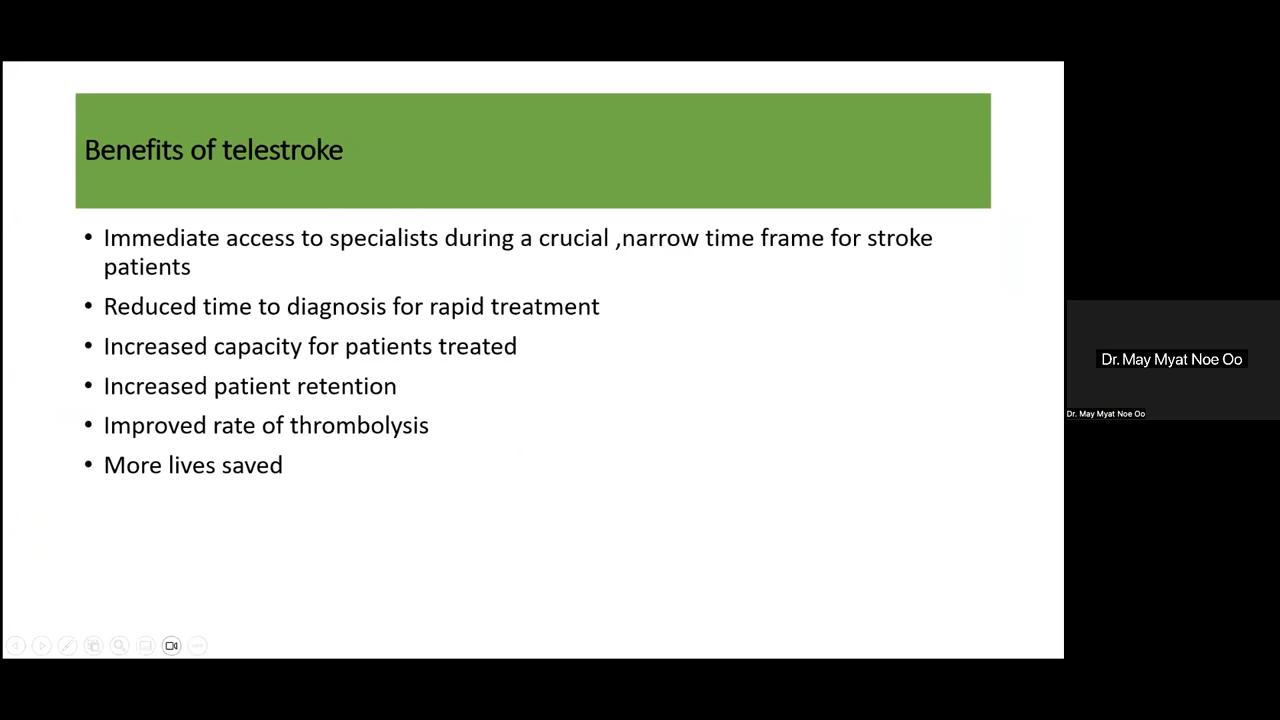 Benefits of telestroke
• Immediate access to specialists during a crucial ,narrow time frame for stroke
patients
• Reduced time to diagnosis for rapid treatment
• Increased capacity for patients treated
• Increased patient retention
• Improved rate of thrombolysis
• More lives saved
Dr. May Myat Noe Oo
Dr. May Myat Noe Oo